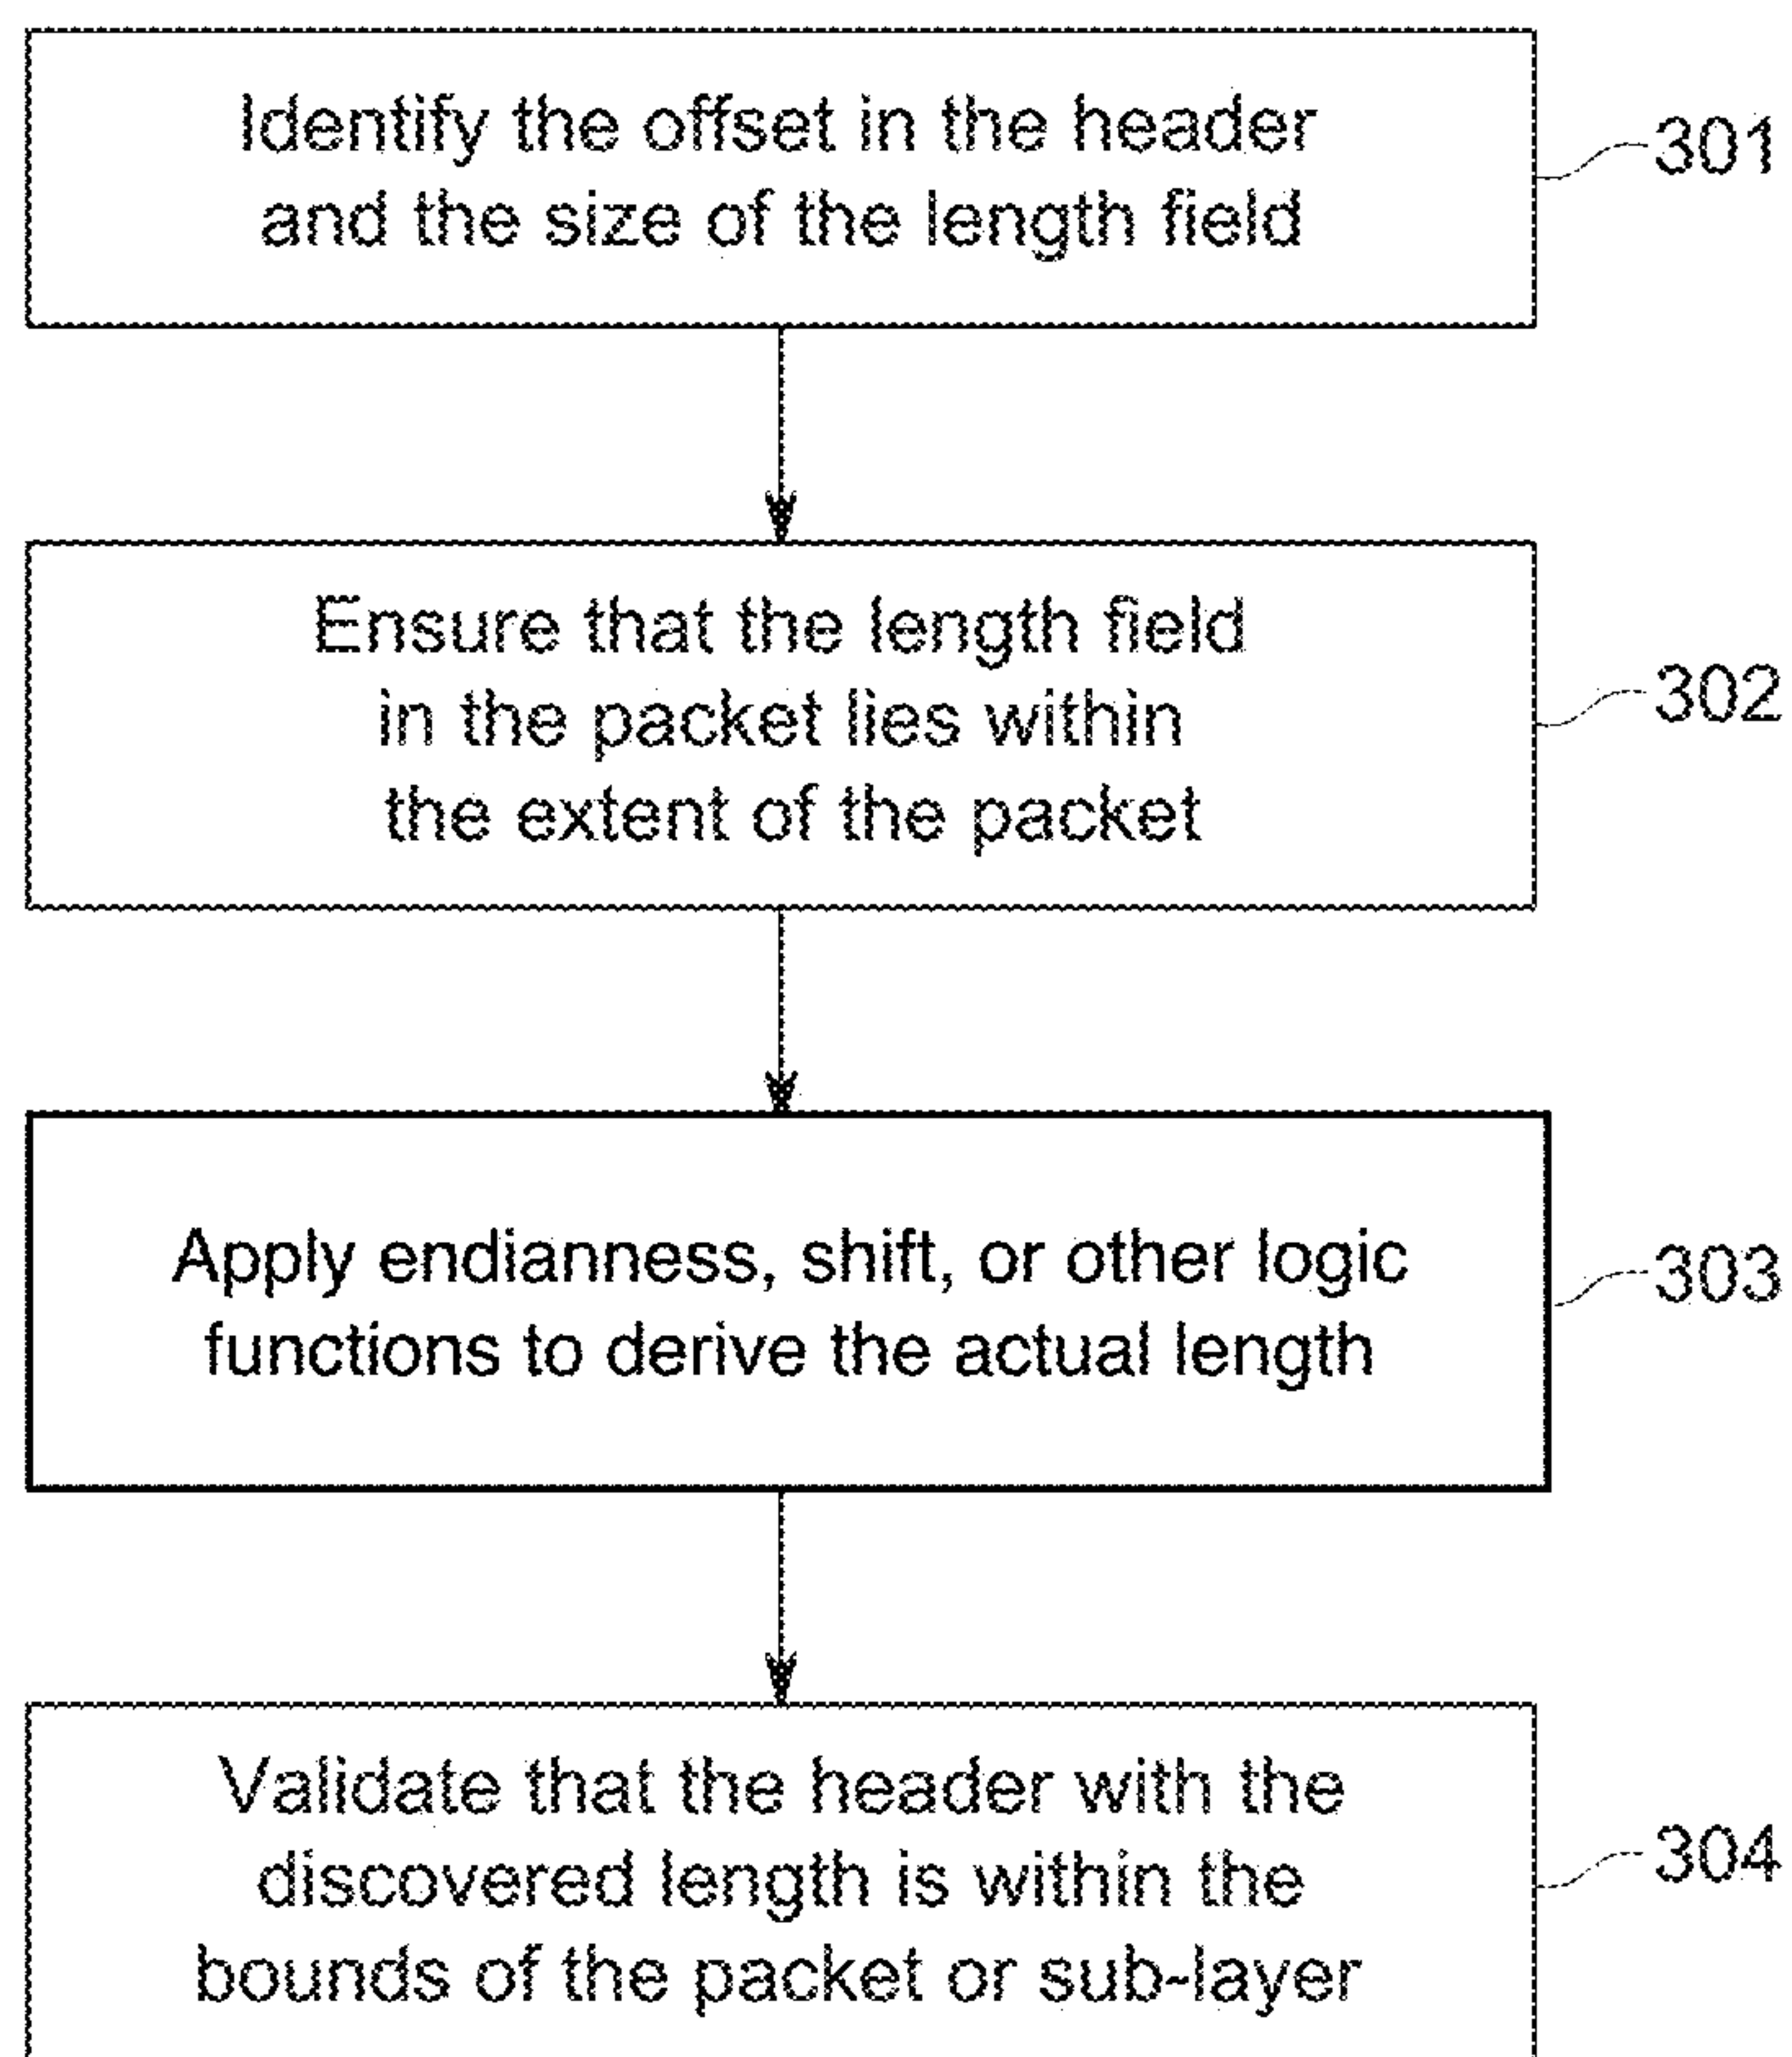 Identify the offset in the header
and the size of the length field
301
Ensure that the length field
in the packet lies within
the extent of the packet
302
Apply endianness, shift, or other logic
functions to derive the actual length
303
Validate that the header with the
discovered length is within the
bounds of the packet or sub-layer
304